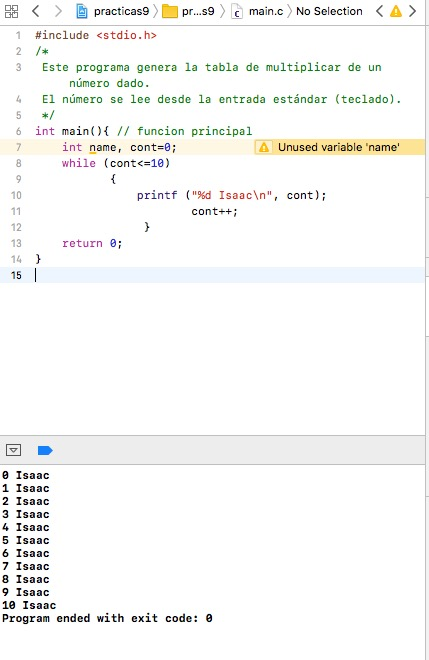 practicas9 〉 pr...s9 〉 main.c 〉 No Selection
1 #include <stdio.h>
2 /*
3 Este programa genera la tabla de multiplicar de un
número dado.
4 El número se lee desde la entrada estándar (teclado).
5 */
6 int main(){ // funcion principal
7 int name, cont=0; Unused variable 'name'
8 while (cont<=10)
9 {
10 printf ("%d Isaac\n", cont);
11 cont++;
12 }
13 return 0;
14 }
15
0 Isaac
1 Isaac
2 Isaac
3 Isaac
4 Isaac
5 Isaac
6 Isaac
7 Isaac
8 Isaac
9 Isaac
10 Isaac
Program ended with exit code: 0